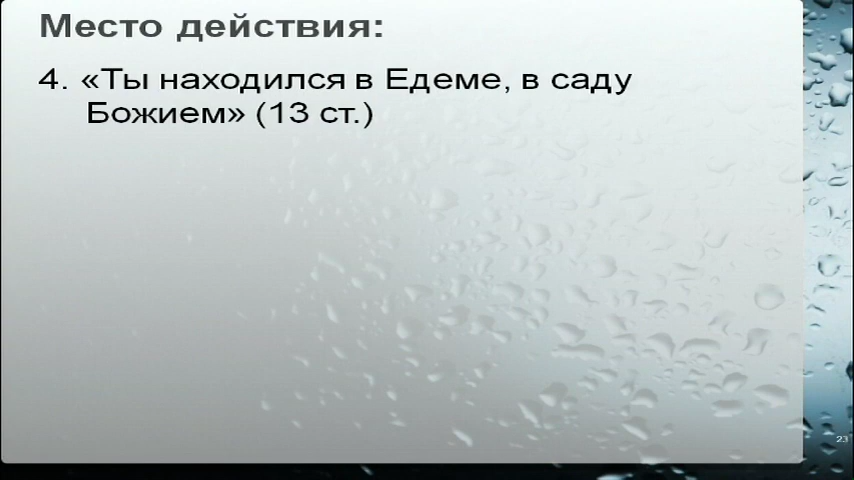 Место действия:
4. «Ты находился в Едеме, в саду
Божием» (13 ст.)
23